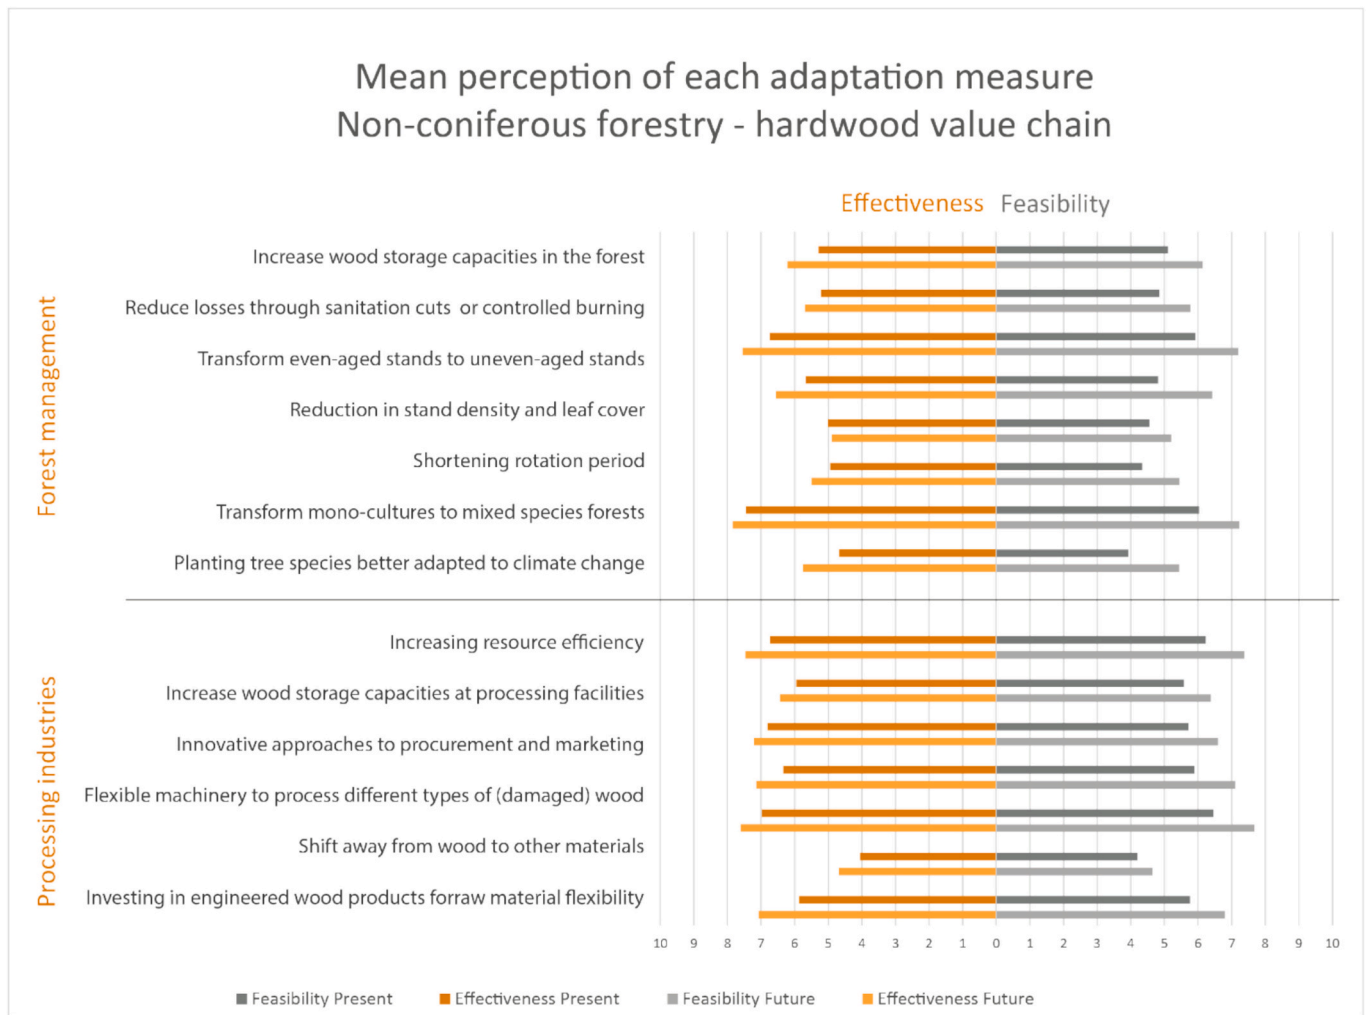 Mean perception of each adaptation measure
Non-coniferous forestry - hardwood value chain
Effectiveness Feasibility
Forest management
Increase wood storage capacities in the forest
Reduce losses through sanitation cuts or controlled burning
Transform even-aged stands to uneven-aged stands
Reduction in stand density and leaf cover
Shortening rotation period
Transform mono-cultures to mixed species forests
Planting tree species better adapted to climate change
Processing industries
Increasing resource efficiency
Increase wood storage capacities at processing facilities
Innovative approaches to procurement and marketing
Flexible machinery to process different types of (damaged) wood
Shift away from wood to other materials
Investing in engineered wood products forraw material flexibility
10 9 8 7 6 5 4 3 2 1 0 1 2 3 4 5 6 7 8 9 10
Feasibility Present Effectiveness Present Feasibility Future Effectiveness Future